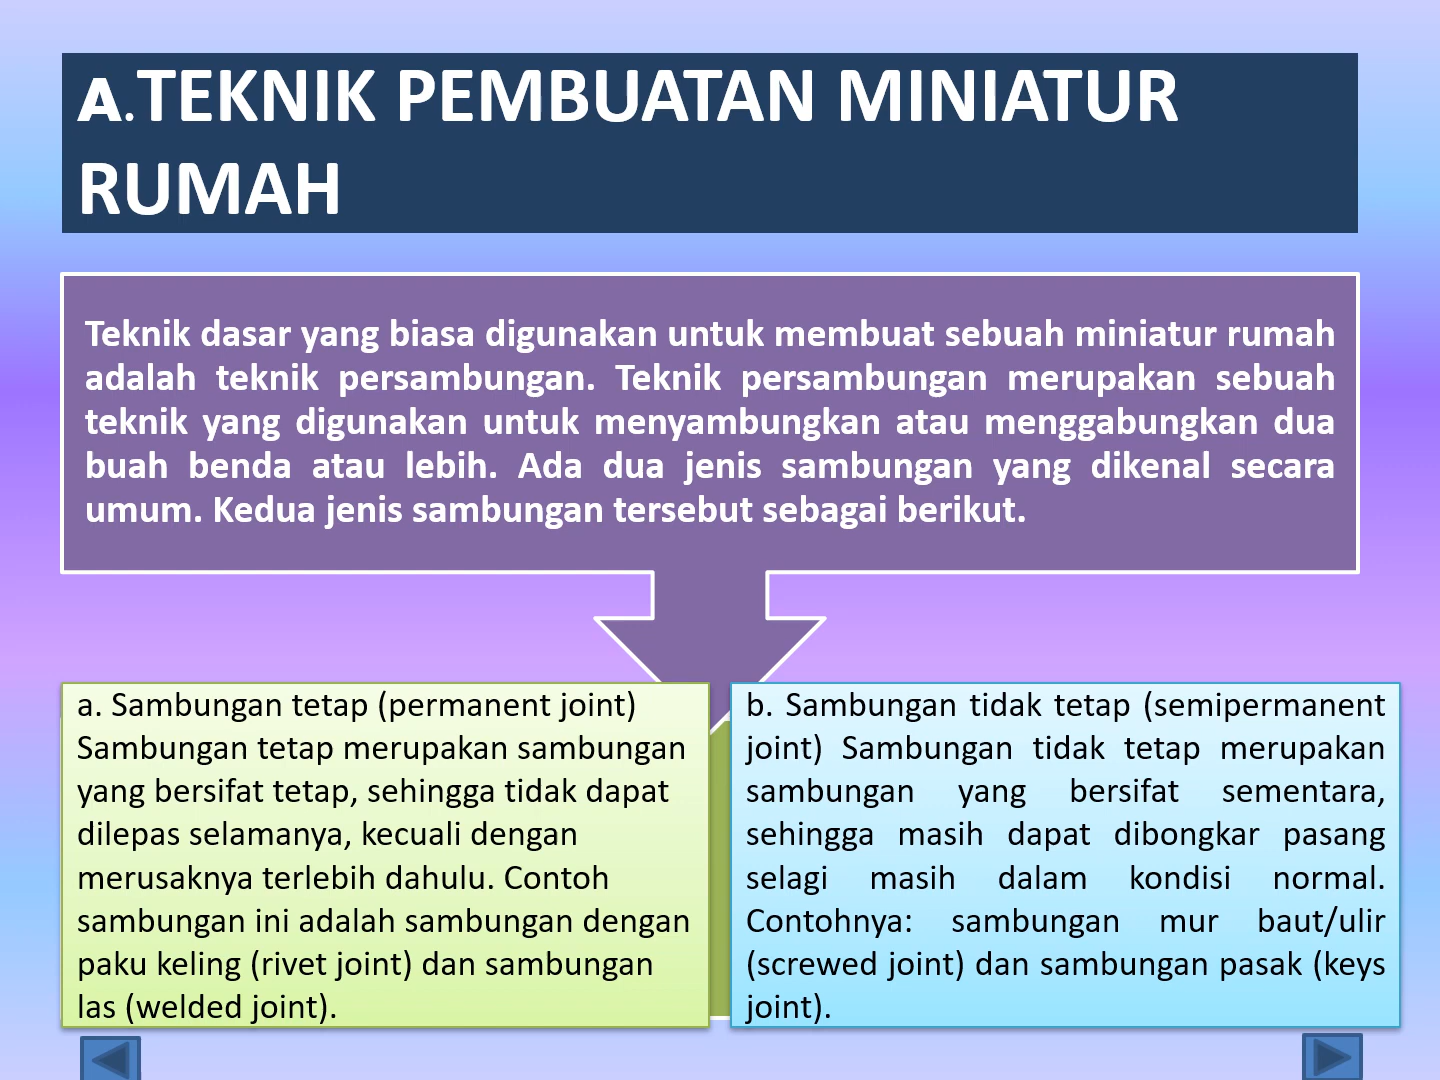 A.TEKNIK PEMBUATAN MINIATUR
RUMAH
Teknik dasar yang biasa digunakan untuk membuat sebuah miniatur rumah
adalah teknik persambungan. Teknik persambungan merupakan sebuah
teknik yang digunakan untuk menyambungkan atau menggabungkan dua
buah benda atau lebih. Ada dua jenis sambungan yang dikenal secara
umum. Kedua jenis sambungan tersebut sebagai berikut.
a. Sambungan tetap (permanent joint)
Sambungan tetap merupakan sambungan
yang bersifat tetap, sehingga tidak dapat
dilepas selamanya, kecuali dengan
merusaknya terlebih dahulu. Contoh
sambungan ini adalah sambungan dengan
paku keling (rivet joint) dan sambungan
las (welded joint).
b. Sambungan tidak tetap (semipermanent
joint) Sambungan tidak tetap merupakan
sambungan yang bersifat sementara,
sehingga masih dapat dibongkar pasang
selagi masih dalam kondisi normal.
Contohnya: sambungan mur baut/ulir
(screwed joint) dan sambungan pasak (keys
joint).